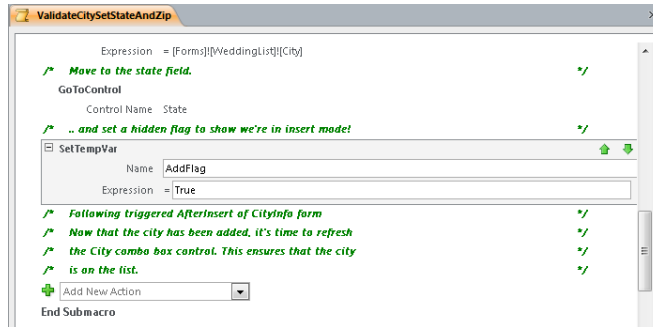 ValidateCitySetStateAndZip
Expression = [Forms]![WeddingList]![City]
/* Move to the state field. */
GoToControl
Control Name State
/* .. and set a hidden flag to show we're in insert mode! */
SetTempVar
Name AddFlag
Expression = True
/* Following triggered AfterInsert of CityInfo form */
/* Now that the city has been added, it's time to refresh */
/* the City combo box control. This ensures that the city */
/* is on the list. */
Add New Action
End Submacro